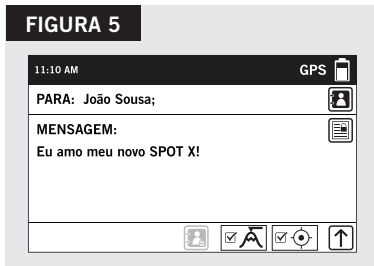 FIGURA 5
11:10 AM GPS
PARA: João Sousa;
MENSAGEM:
Eu amo meu novo SPOT X!